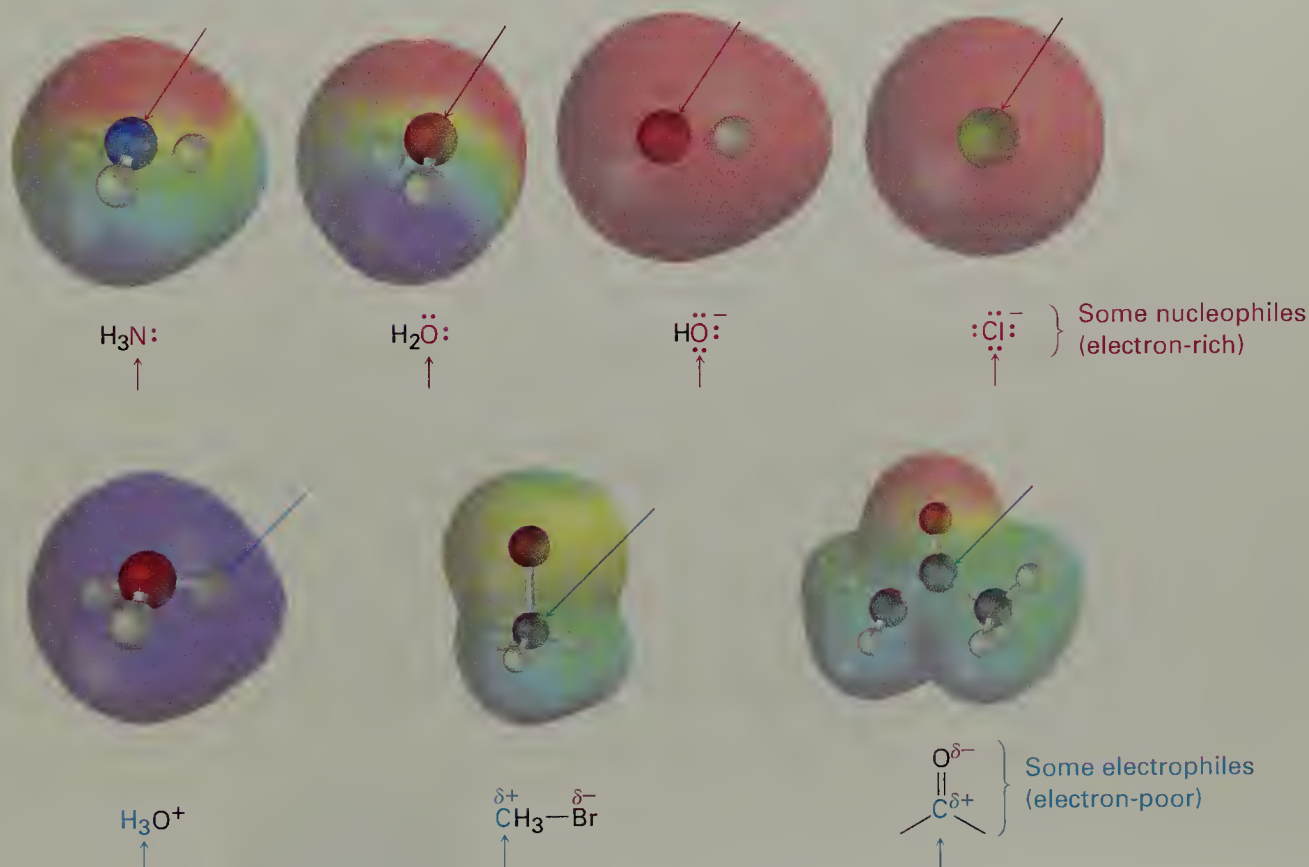 H₃N:
H₂Ö:
HÖ⁻
:Cl:⁻
Some nucleophiles
(electron-rich)
H₃O⁺
δ+ δ−
CH₃—Br
Oδ−
Cδ+
Some electrophiles
(electron-poor)